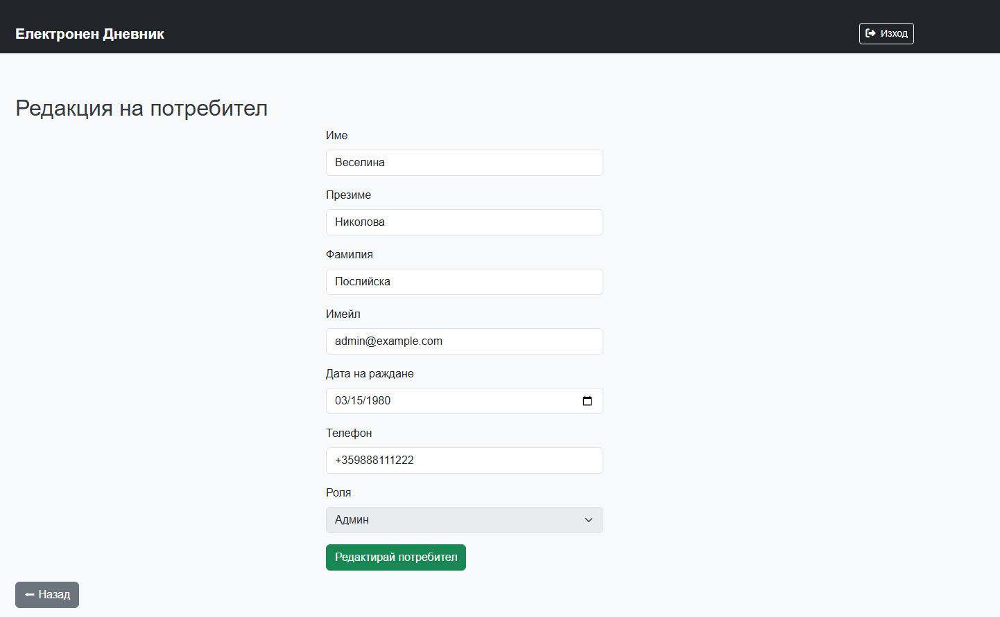 Електронен Дневник
Изход
Редакция на потребител
Име
Веселина
Презиме
Николова
Фамилия
Послийска
Имейл
admin@example.com
Дата на раждане
03/15/1980
Телефон
+359888111222
Роля
Админ
Редактирай потребител
Назад